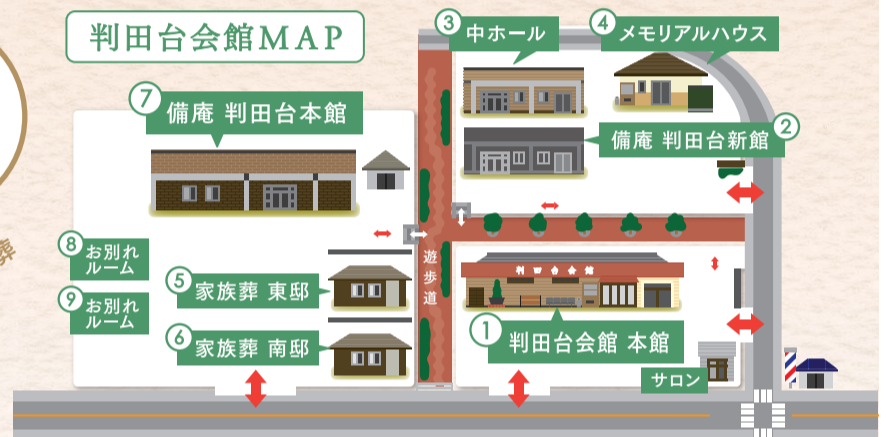 判田台会館MAP
③ 中ホール
④ メモリアルハウス
⑦ 備庵 判田台本館
備庵 判田台新館 ②
⑧ お別れ
ルーム
⑨ お別れ
ルーム
⑤ 家族葬 東邸
⑥ 家族葬 南邸
遊歩道
判田台会館
① 判田台会館 本館
サロン